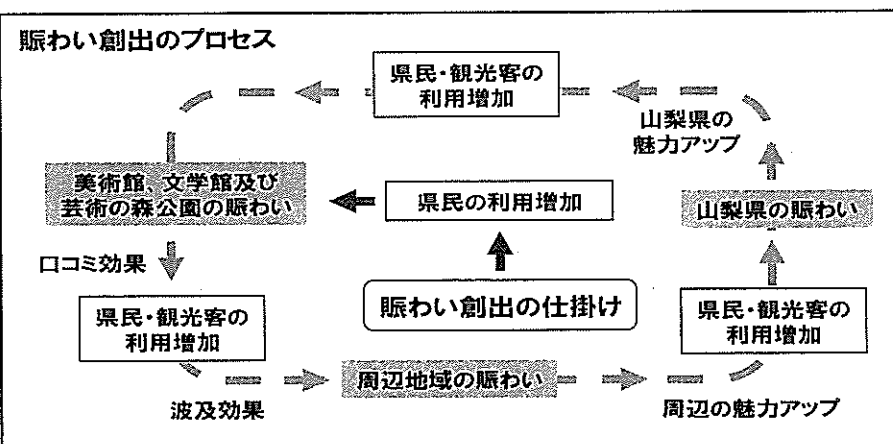 賑わい創出のプロセス
県民・観光客の
利用増加
山梨県の
魅力アップ
美術館、文学館及び
芸術の森公園の賑わい
県民の利用増加
山梨県の賑わい
口コミ効果
賑わい創出の仕掛け
県民・観光客の
利用増加
県民・観光客の
利用増加
周辺地域の賑わい
波及効果
周辺の魅力アップ